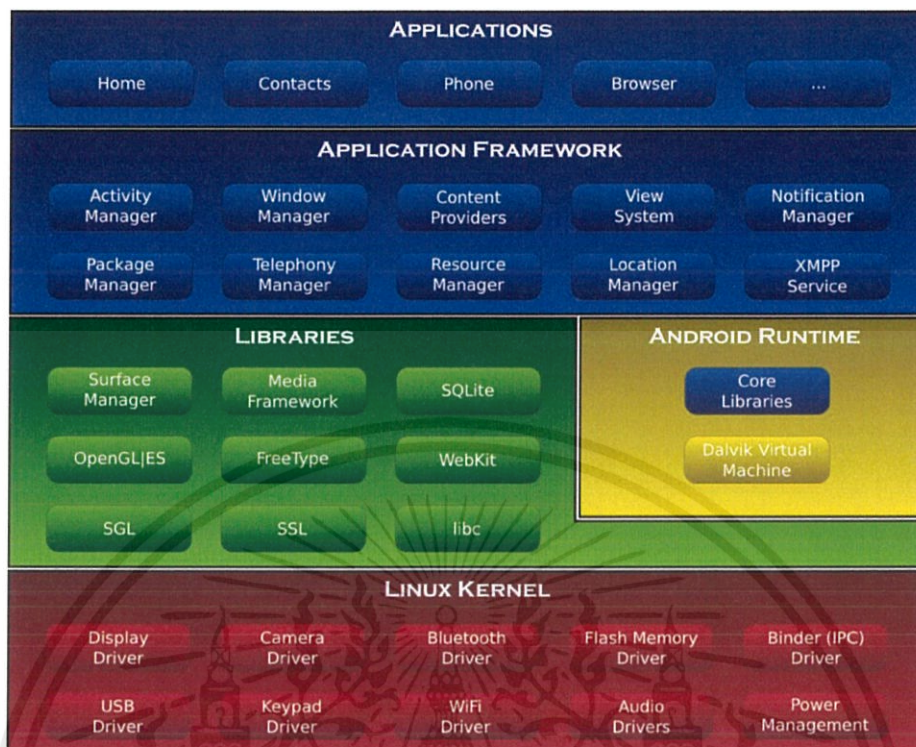 APPLICATIONS
Home
Contacts
Phone
Browser
...
APPLICATION FRAMEWORK
Activity
Manager
Window
Manager
Content
Providers
View
System
Notification
Manager
Package
Manager
Telephony
Manager
Resource
Manager
Location
Manager
XMPP
Service
LIBRARIES
Surface
Manager
Media
Framework
SQLite
OpenGL|ES
FreeType
WebKit
SGL
SSL
libc
ANDROID RUNTIME
Core
Libraries
Dalvik Virtual
Machine
LINUX KERNEL
Display
Driver
Camera
Driver
Bluetooth
Driver
Flash Memory
Driver
Binder (IPC)
Driver
USB
Driver
Keypad
Driver
WiFi
Driver
Audio
Drivers
Power
Management